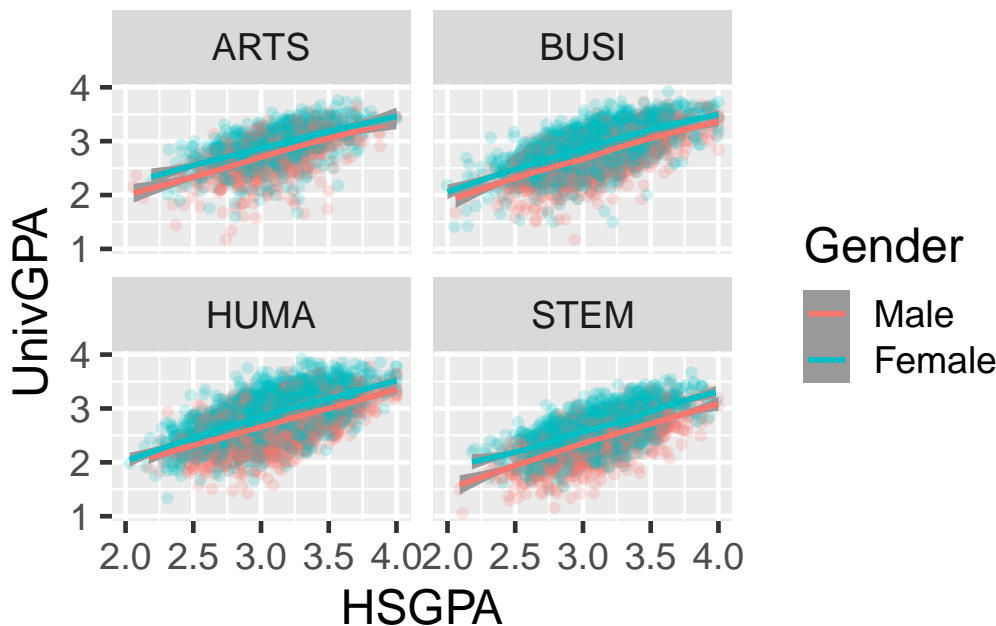 ARTS
BUSI
4
3
2
1
HUMA
STEM
4
3
2
1
2.0 2.5 3.0 3.5 4.0
2.0 2.5 3.0 3.5 4.0
HSGPA
UnivGPA
Gender
Male
Female